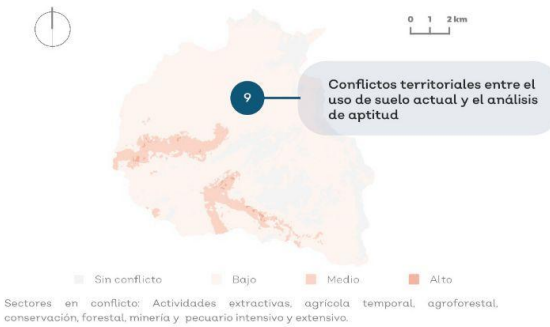 0 1 2 km
9
Conflictos territoriales entre el
uso de suelo actual y el análisis
de aptitud
Sin conflicto Bajo Medio Alto
Sectores en conflicto: Actividades extractivas, agrícola temporal, agroforestal,
conservación, forestal, minería y pecuario intensivo y extensivo.